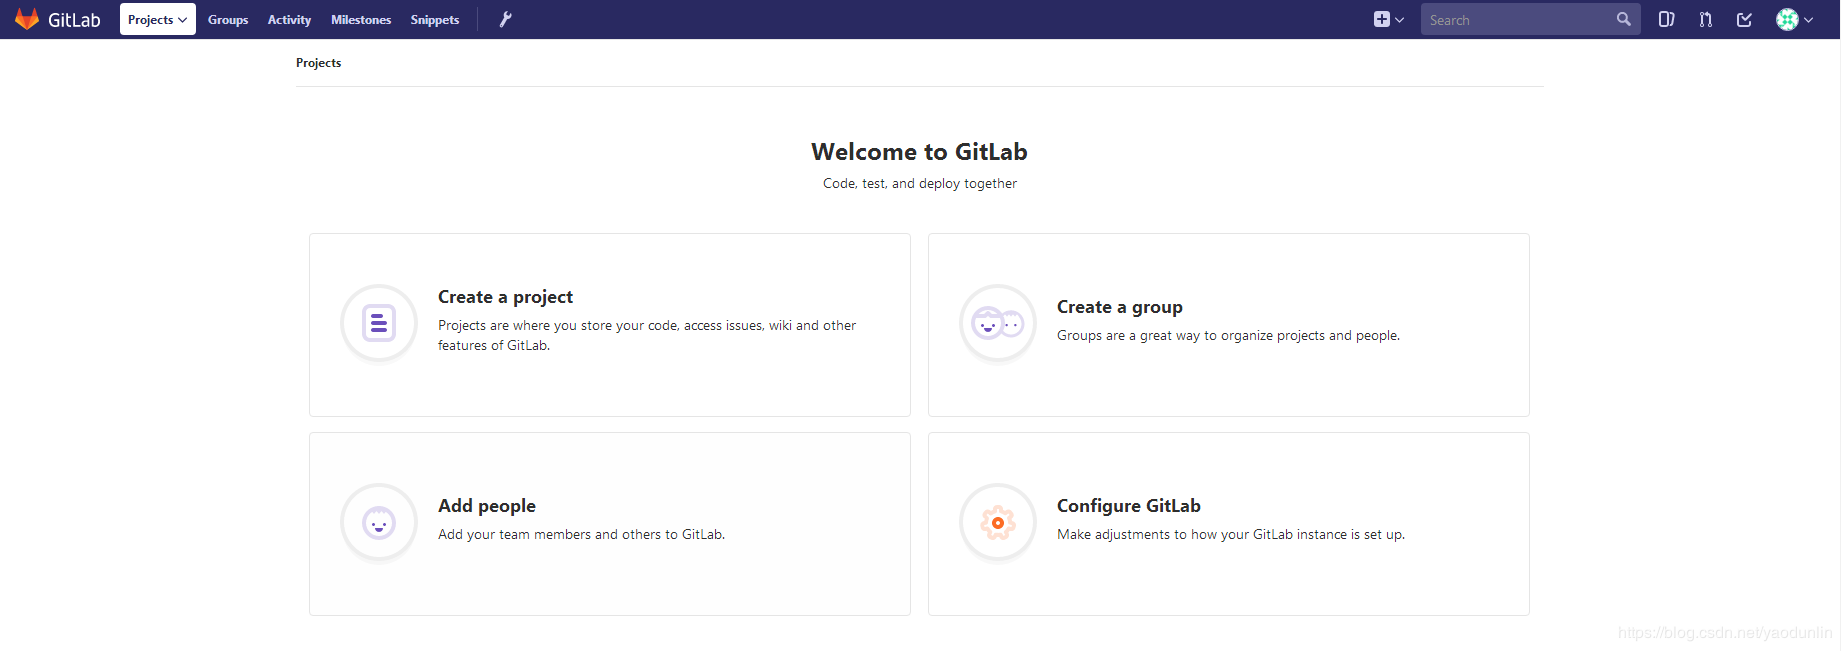 GitLab Projects Groups Activity Milestones Snippets Search
Projects
Welcome to GitLab
Code, test, and deploy together
Create a project
Projects are where you store your code, access issues, wiki and other
features of GitLab.
Create a group
Groups are a great way to organize projects and people.
Add people
Add your team members and others to GitLab.
Configure GitLab
Make adjustments to how your GitLab instance is set up.
https://blog.csdn.net/yaodunlin